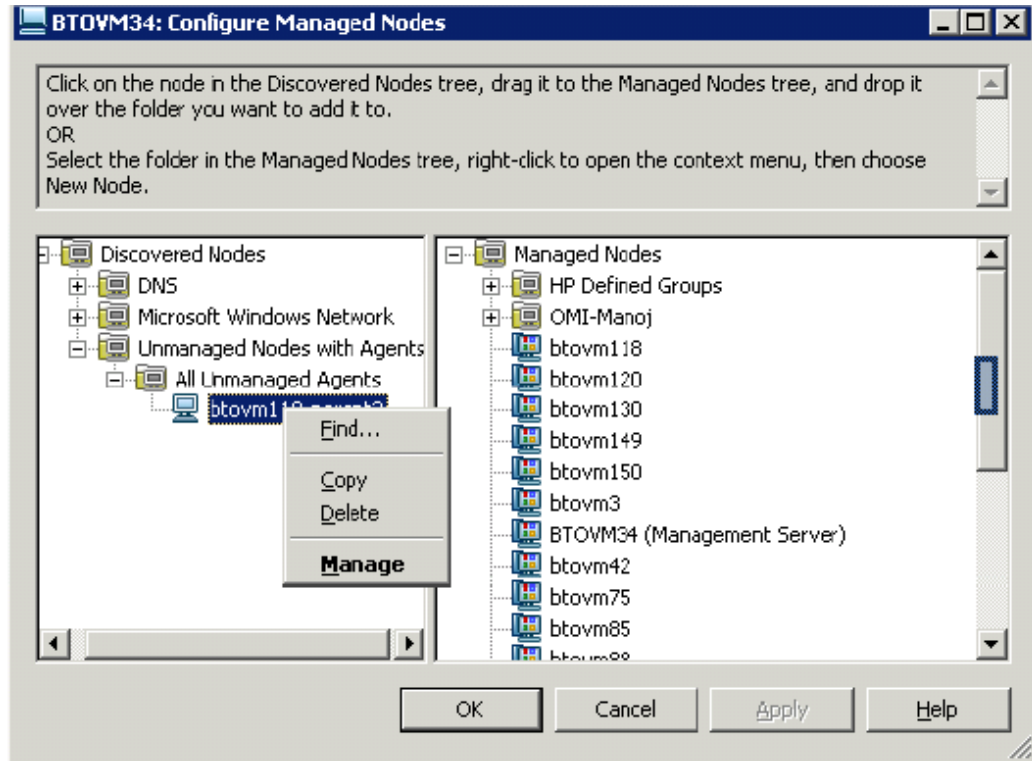 BTOVM34: Configure Managed Nodes
Click on the node in the Discovered Nodes tree, drag it to the Managed Nodes tree, and drop it
over the folder you want to add it to.
OR
Select the folder in the Managed Nodes tree, right-click to open the context menu, then choose
New Node.
Discovered Nodes
DNS
Microsoft Windows Network
Unmanaged Nodes with Agents
All Unmanaged Agents
Find...
Copy
Delete
Manage
Managed Nodes
HP Defined Groups
OMI-Manoj
btovm118
btovm120
btovm130
btovm149
btovm150
btovm3
BTOVM34 (Management Server)
btovm42
btovm75
btovm85
OK
Cancel
Apply
Help